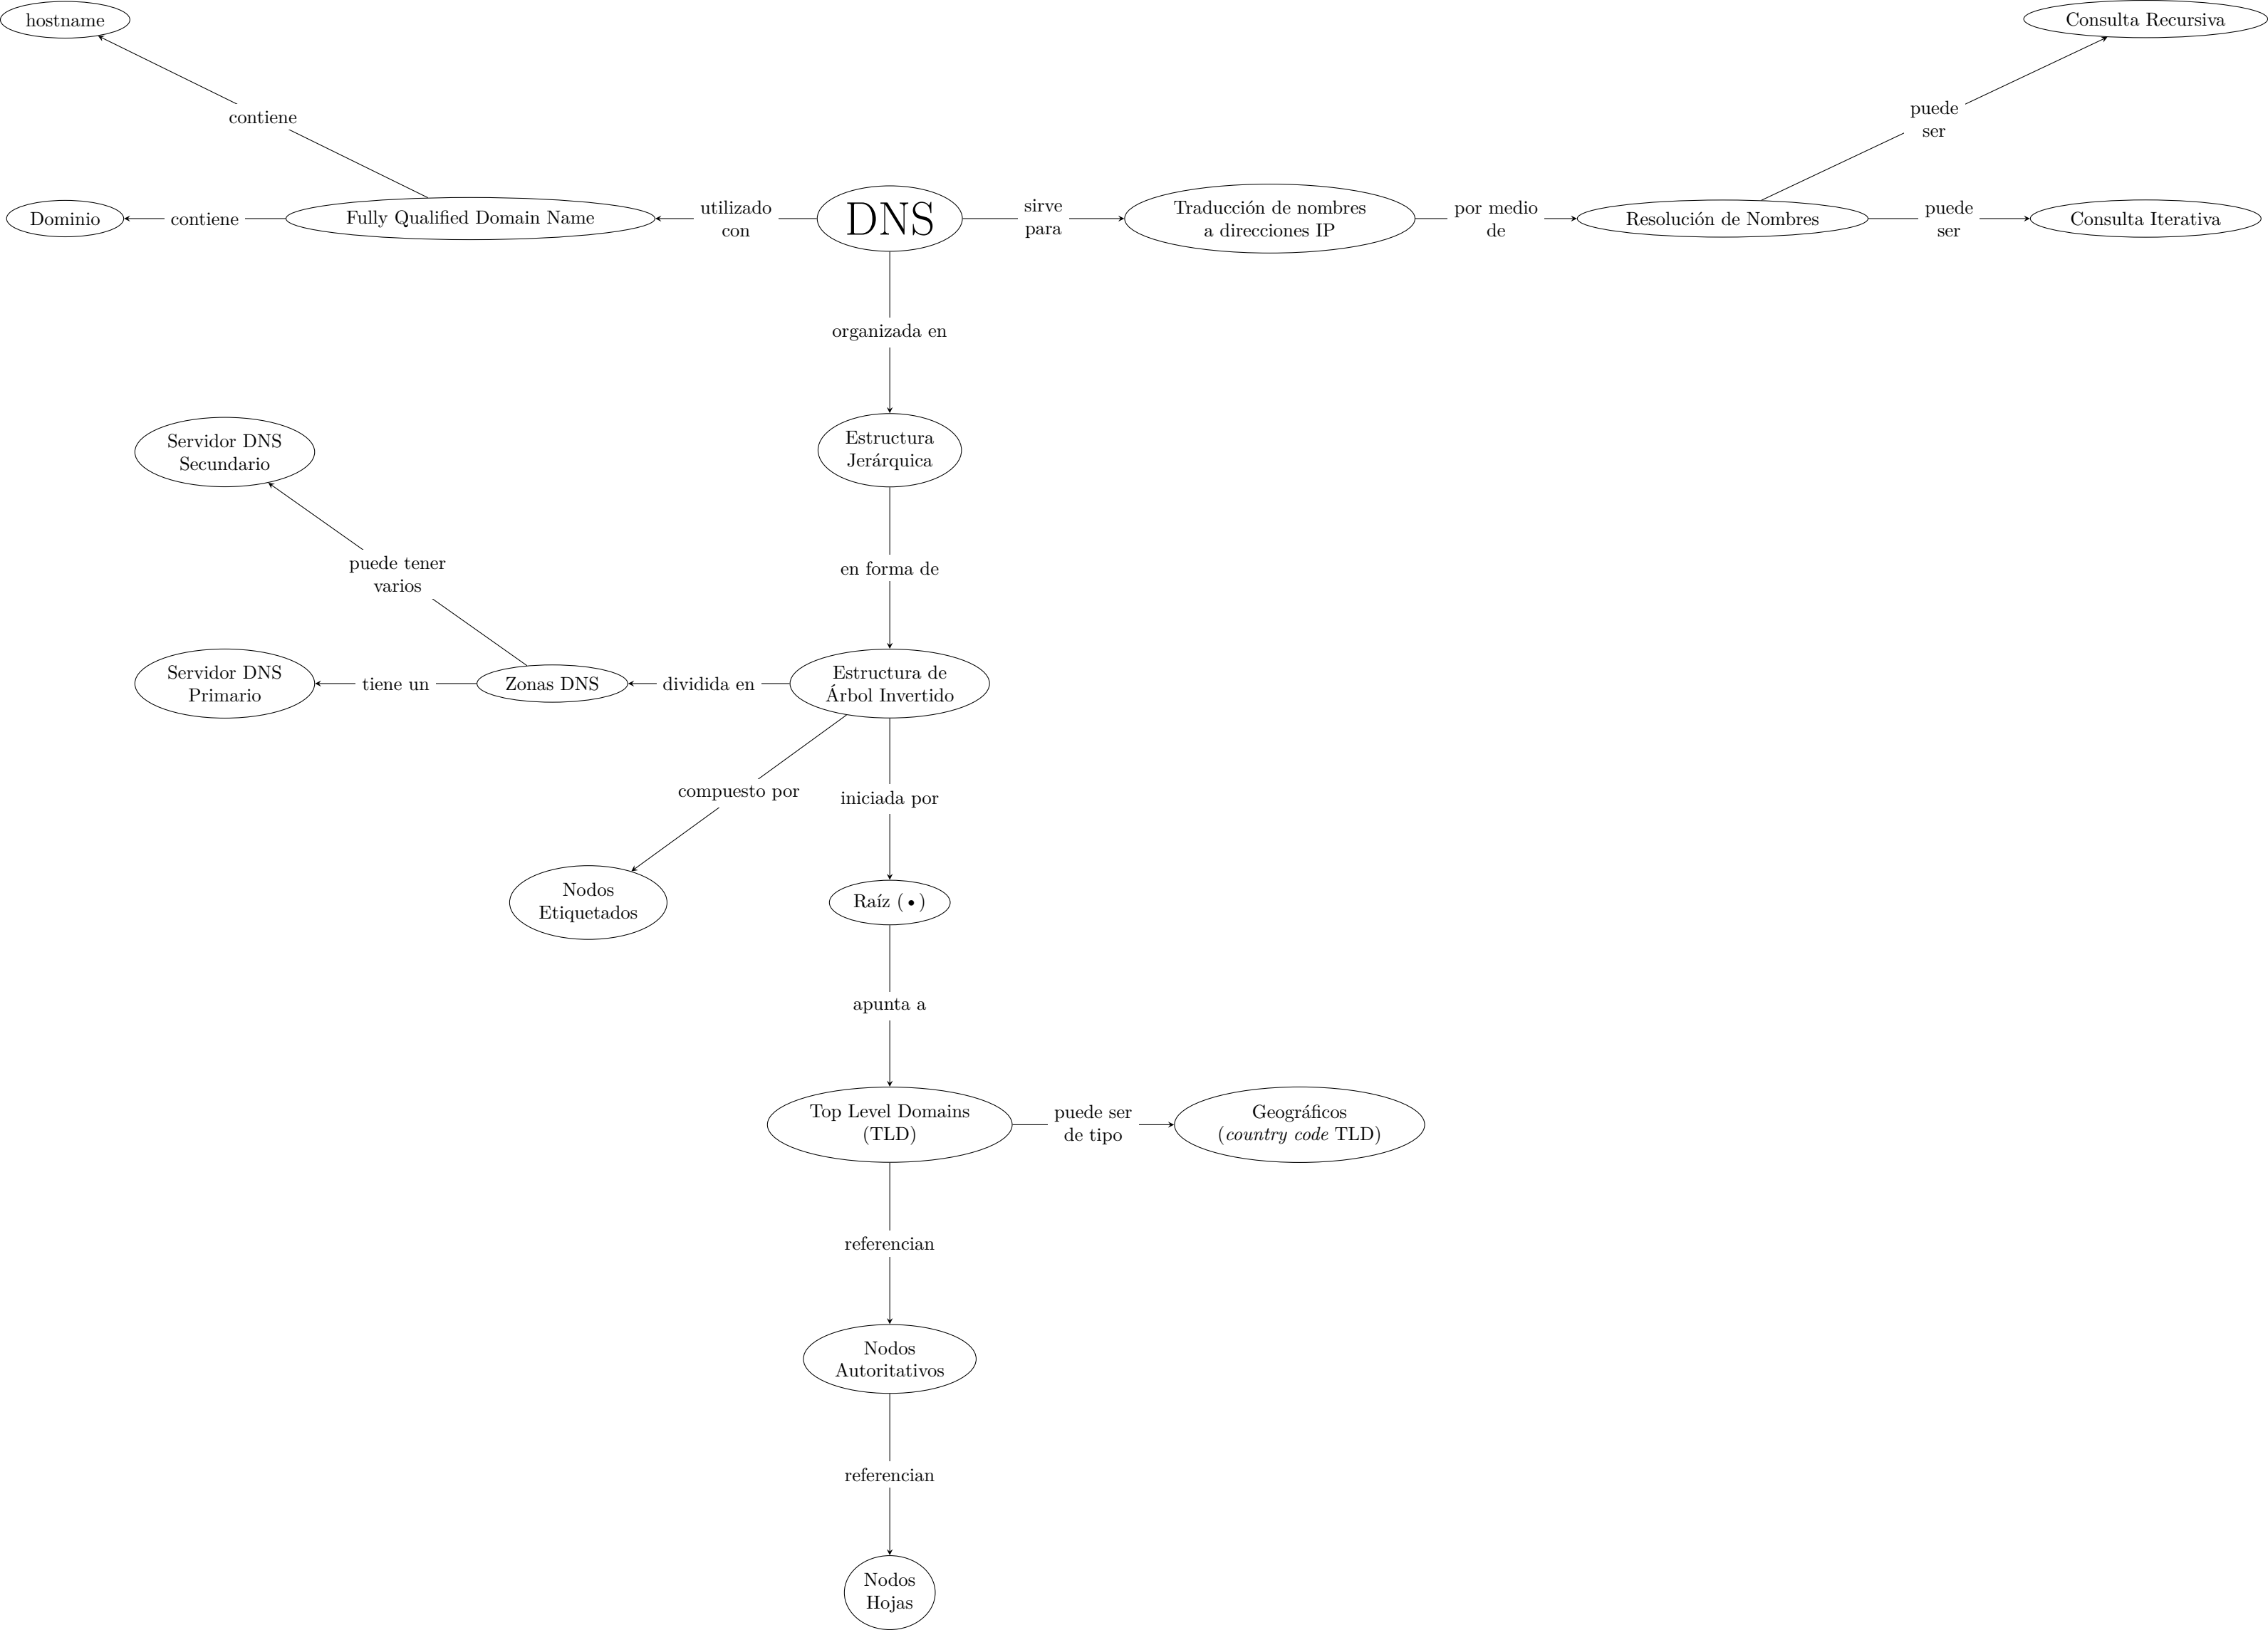 hostname
Consulta Recursiva
contiene
puede
ser
Dominio
contiene
Fully Qualified Domain Name
utilizado
con
DNS
sirve
para
Traducción de nombres
a direcciones IP
por medio
de
Resolución de Nombres
puede
ser
Consulta Iterativa
organizada en
Servidor DNS
Secundario
Estructura
Jerárquica
puede tener
varios
en forma de
Servidor DNS
Primario
tiene un
Zonas DNS
dividida en
Estructura de
Árbol Invertido
compuesto por
iniciada por
Nodos
Etiquetados
Raíz (•)
apunta a
Top Level Domains
(TLD)
puede ser
de tipo
Geográficos
(country code TLD)
referencian
Nodos
Autoritativos
referencian
Nodos
Hojas